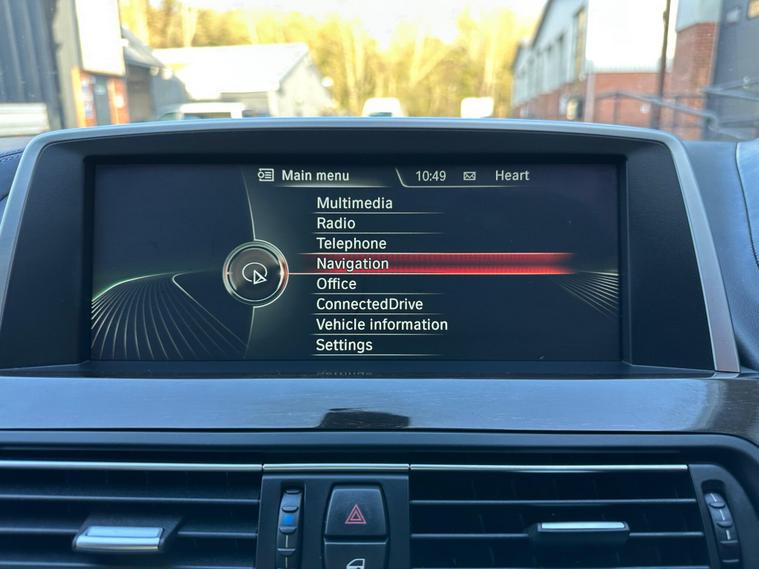 Main menu
10:49
Heart
Multimedia
Radio
Telephone
Navigation
Office
ConnectedDrive
Vehicle information
Settings